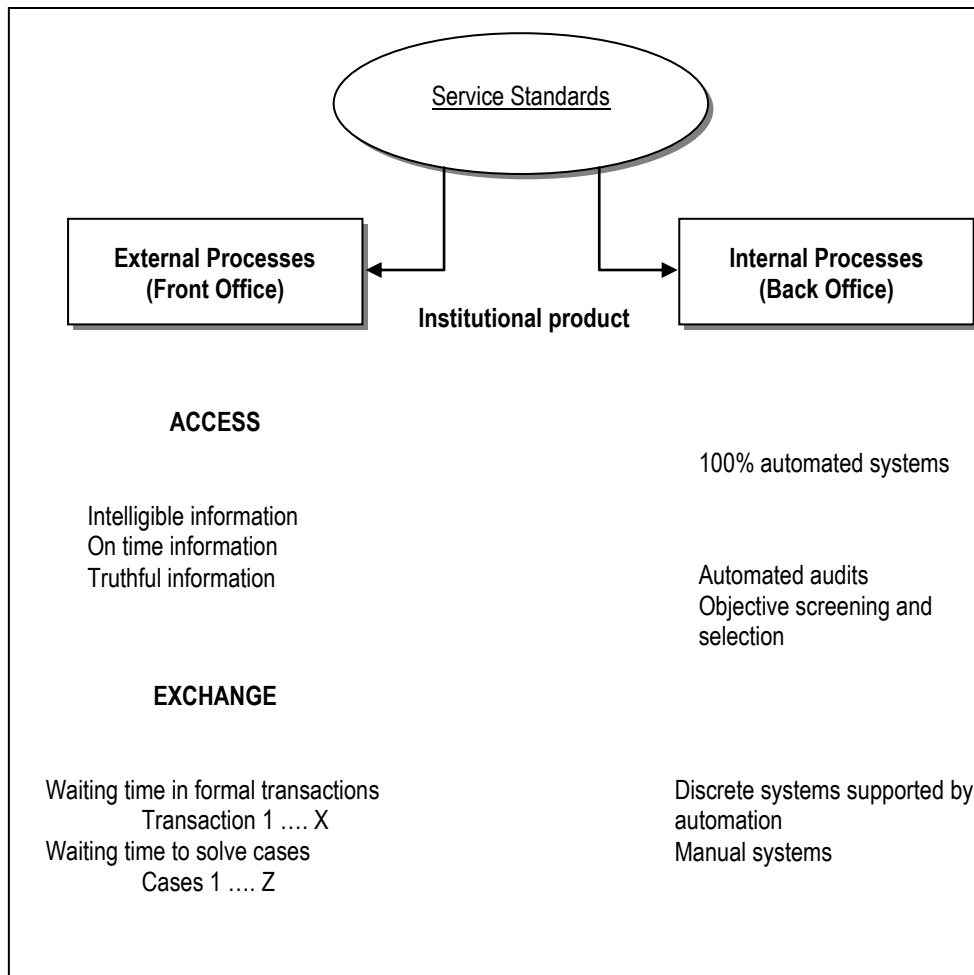 Service Standards
External Processes
(Front Office)
Internal Processes
(Back Office)
Institutional product
ACCESS
100% automated systems
Intelligible information
On time information
Truthful information
Automated audits
Objective screening and
selection
EXCHANGE
Waiting time in formal transactions
Transaction 1 .... X
Waiting time to solve cases
Cases 1 .... Z
Discrete systems supported by
automation
Manual systems